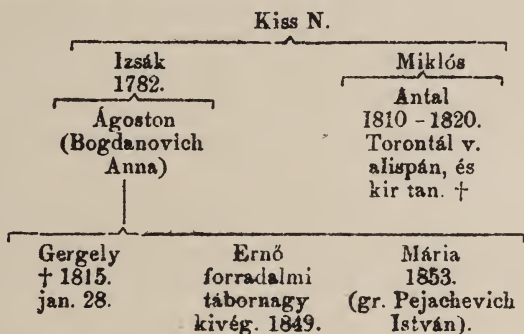 Kiss N.
Izsák
1782.
Miklós
Ágoston
(Bogdanovich
Anna)
Antal
1810 - 1820.
Torontál v.
alispán, és
kir tan. †
Gergely
† 1815.
jan. 28.
Ernő
forradalmi
tábornagy
kivég. 1849.
Mária
1853.
(gr. Pejachevich
István).